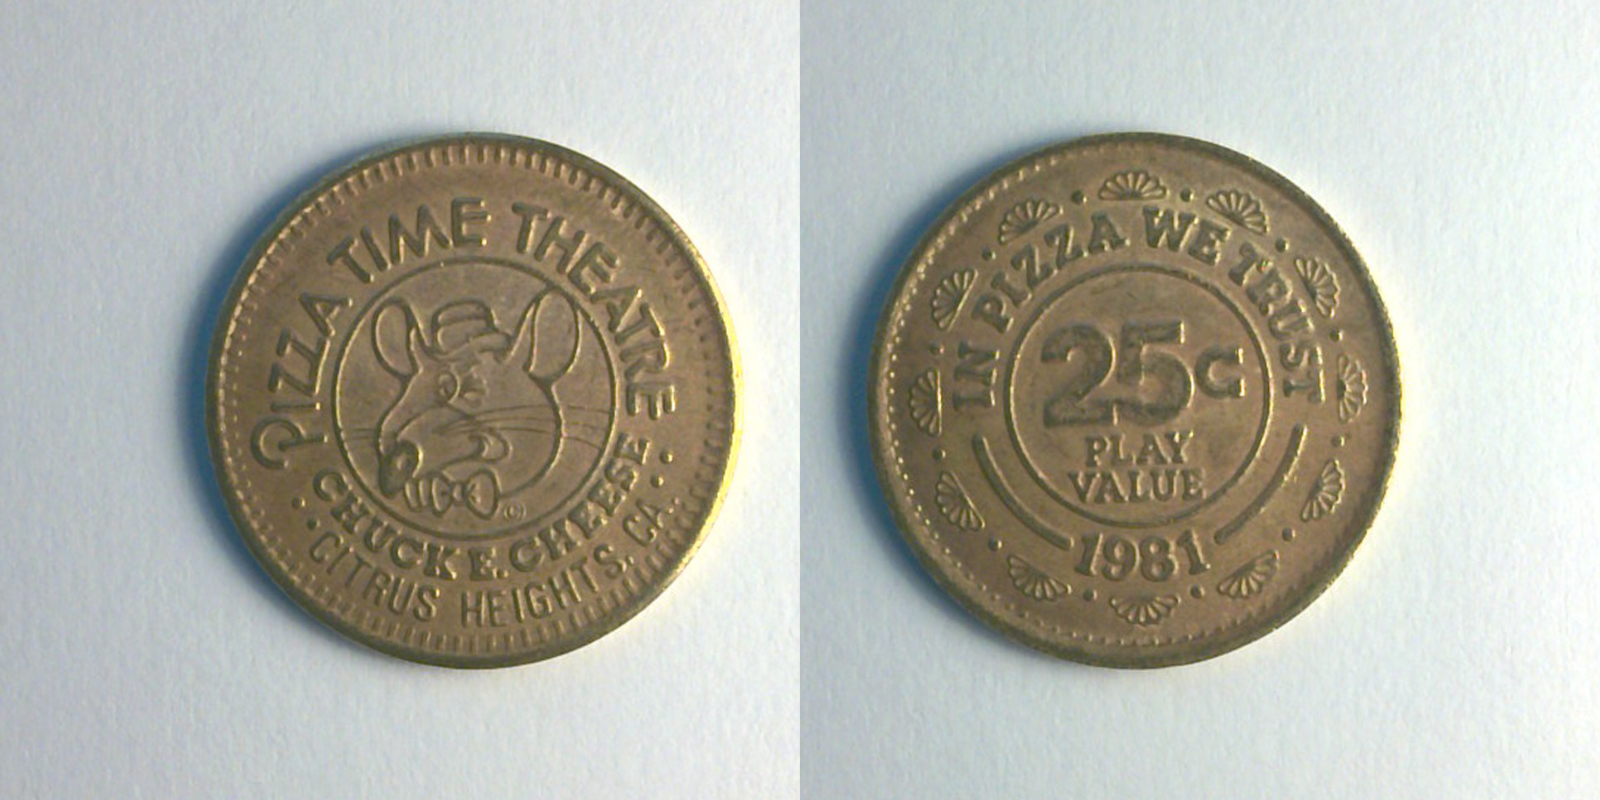 PIZZA TIME THEATRE
©
CHUCK E. CHEESE
CITRUS HEIGHTS, CA.
IN PIZZA WE TRUST
25¢
PLAY
VALUE
1981